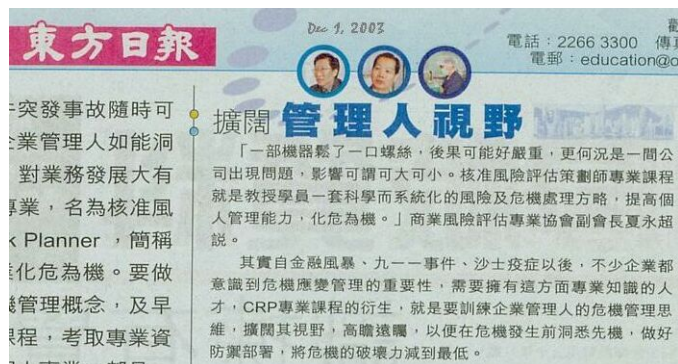 東方日報
Dec 9, 2003
電話：2266 3300 傳真
電郵：education@o
突發事故隨時可
企業管理人如能洞
對業務發展大有
專業，名為核准風
k Planner ，簡稱
化危為機。要做
機管理概念，及早
課程，考取專業資
擴闊管理人視野
「一部機器鬆了一口螺絲，後果可能好嚴重，更何況是一間公
司出現問題，影響可謂可大可小。核准風險評估策劃師專業課程
就是教授學員一套科學而系統化的風險及危機處理方略，提高個
人管理能力，化危為機。」商業風險評估專業協會副會長夏永超
説。
其實自金融風暴、九一一事件、沙士疫症以後，不少企業都
意識到危機應變管理的重要性，需要擁有這方面專業知識的人
才，CRP專業課程的衍生，就是要訓練企業管理人的危機管理思
維，擴闊其視野，高瞻遠矚，以便在危機發生前洞悉先機，做好
防禦部署，將危機的破壞力減到最低。